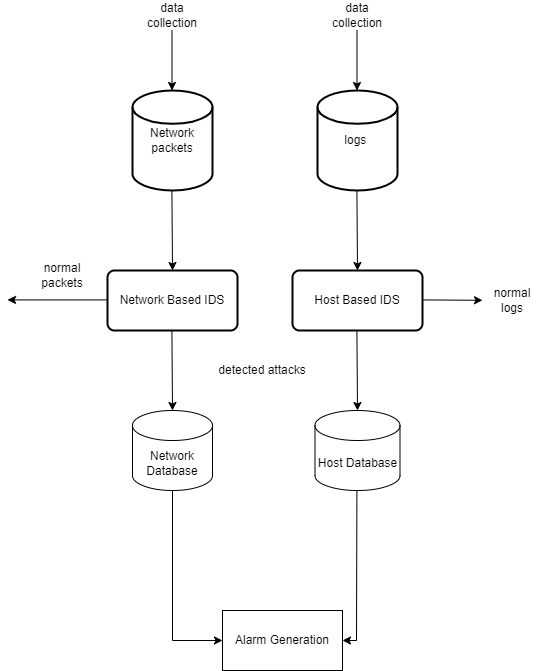 data
collection
data
collection
Network
packets
logs
normal
packets
Network Based IDS
Host Based IDS
normal
logs
detected attacks
Network
Database
Host Database
Alarm Generation